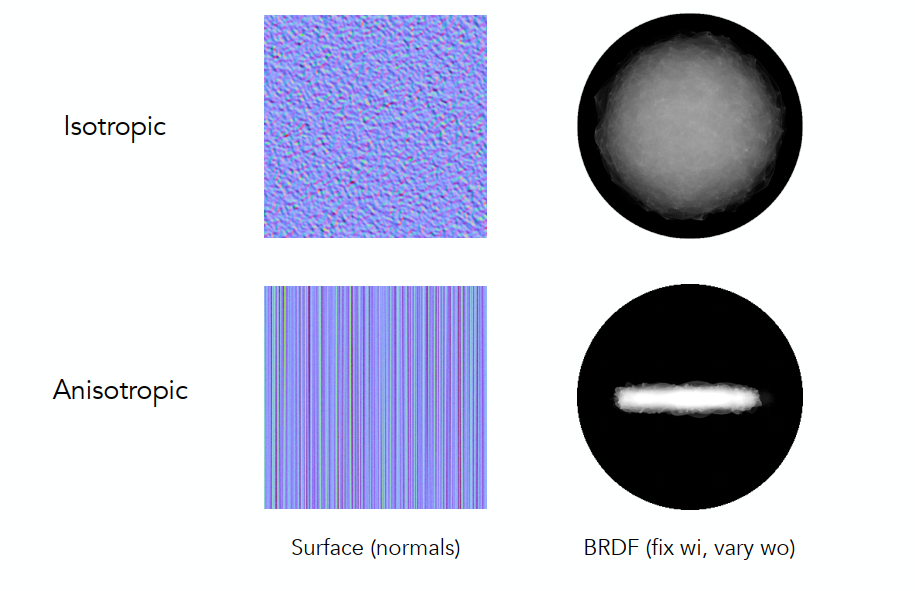 Isotropic
Anisotropic
Surface (normals)
BRDF (fix wi, vary wo)